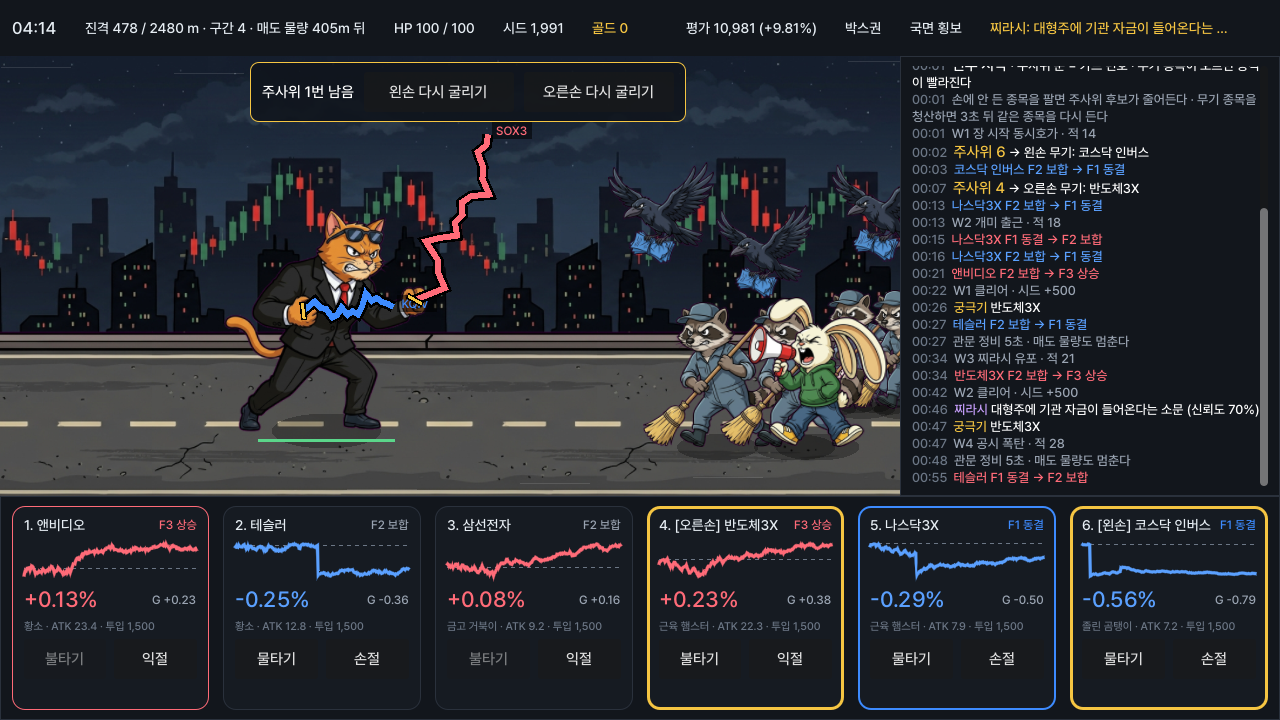 04:14 진격 478 / 2480 m · 구간 4 · 매도 물량 405m 뒤 HP 100 / 100 시드 1,991 골드 0 평가 10,981 (+9.81%) 박스권 국면 횡보 찌라시: 대형주에 기관 자금이 들어온다는 ...
주사위 1번 남음 왼손 다시 굴리기 오른손 다시 굴리기
SOX3
이 빨라진다
00:01 손에 안 든 종목을 팔면 주사위 후보가 줄어든다 · 무기 종목을
청산하면 3초 뒤 같은 종목을 다시 든다
00:01 W1 장 시작 동시호가 · 적 14
00:02 주사위 6 → 왼손 무기: 코스닥 인버스
00:03 코스닥 인버스 F2 보합 → F1 동결
00:07 주사위 4 → 오른손 무기: 반도체3X
00:13 나스닥3X F2 보합 → F1 동결
00:13 W2 개미 출근 · 적 18
00:15 나스닥3X F1 동결 → F2 보합
00:16 나스닥3X F2 보합 → F1 동결
00:21 앤비디오 F2 보합 → F3 상승
00:22 W1 클리어 · 시드 +500
00:26 궁극기 반도체3X
00:27 테슬러 F2 보합 → F1 동결
00:27 관문 정비 5초 · 매도 물량도 멈춘다
00:34 W3 찌라시 유포 · 적 21
00:34 반도체3X F2 보합 → F3 상승
00:42 W2 클리어 · 시드 +500
00:46 찌라시 대형주에 기관 자금이 들어온다는 소문 (신뢰도 70%)
00:47 궁극기 반도체3X
00:47 W4 공시 폭탄 · 적 28
00:48 관문 정비 5초 · 매도 물량도 멈춘다
00:55 테슬러 F1 동결 → F2 보합
1. 앤비디오 F3 상승
+0.13% G +0.23
황소 · ATK 23.4 · 투입 1,500
불타기 익절
2. 테슬러 F2 보합
-0.25% G -0.36
황소 · ATK 12.8 · 투입 1,500
물타기 손절
3. 삼선전자 F2 보합
+0.08% G +0.16
금고 거북이 · ATK 9.2 · 투입 1,500
불타기 익절
4. [오른손] 반도체3X F3 상승
+0.23% G +0.38
근육 햄스터 · ATK 22.3 · 투입 1,500
불타기 익절
5. 나스닥3X F1 동결
-0.29% G -0.50
근육 햄스터 · ATK 7.9 · 투입 1,500
물타기 손절
6. [왼손] 코스닥 인버스 F1 동결
-0.56% G -0.79
졸린 곰탱이 · ATK 7.2 · 투입 1,500
물타기 손절